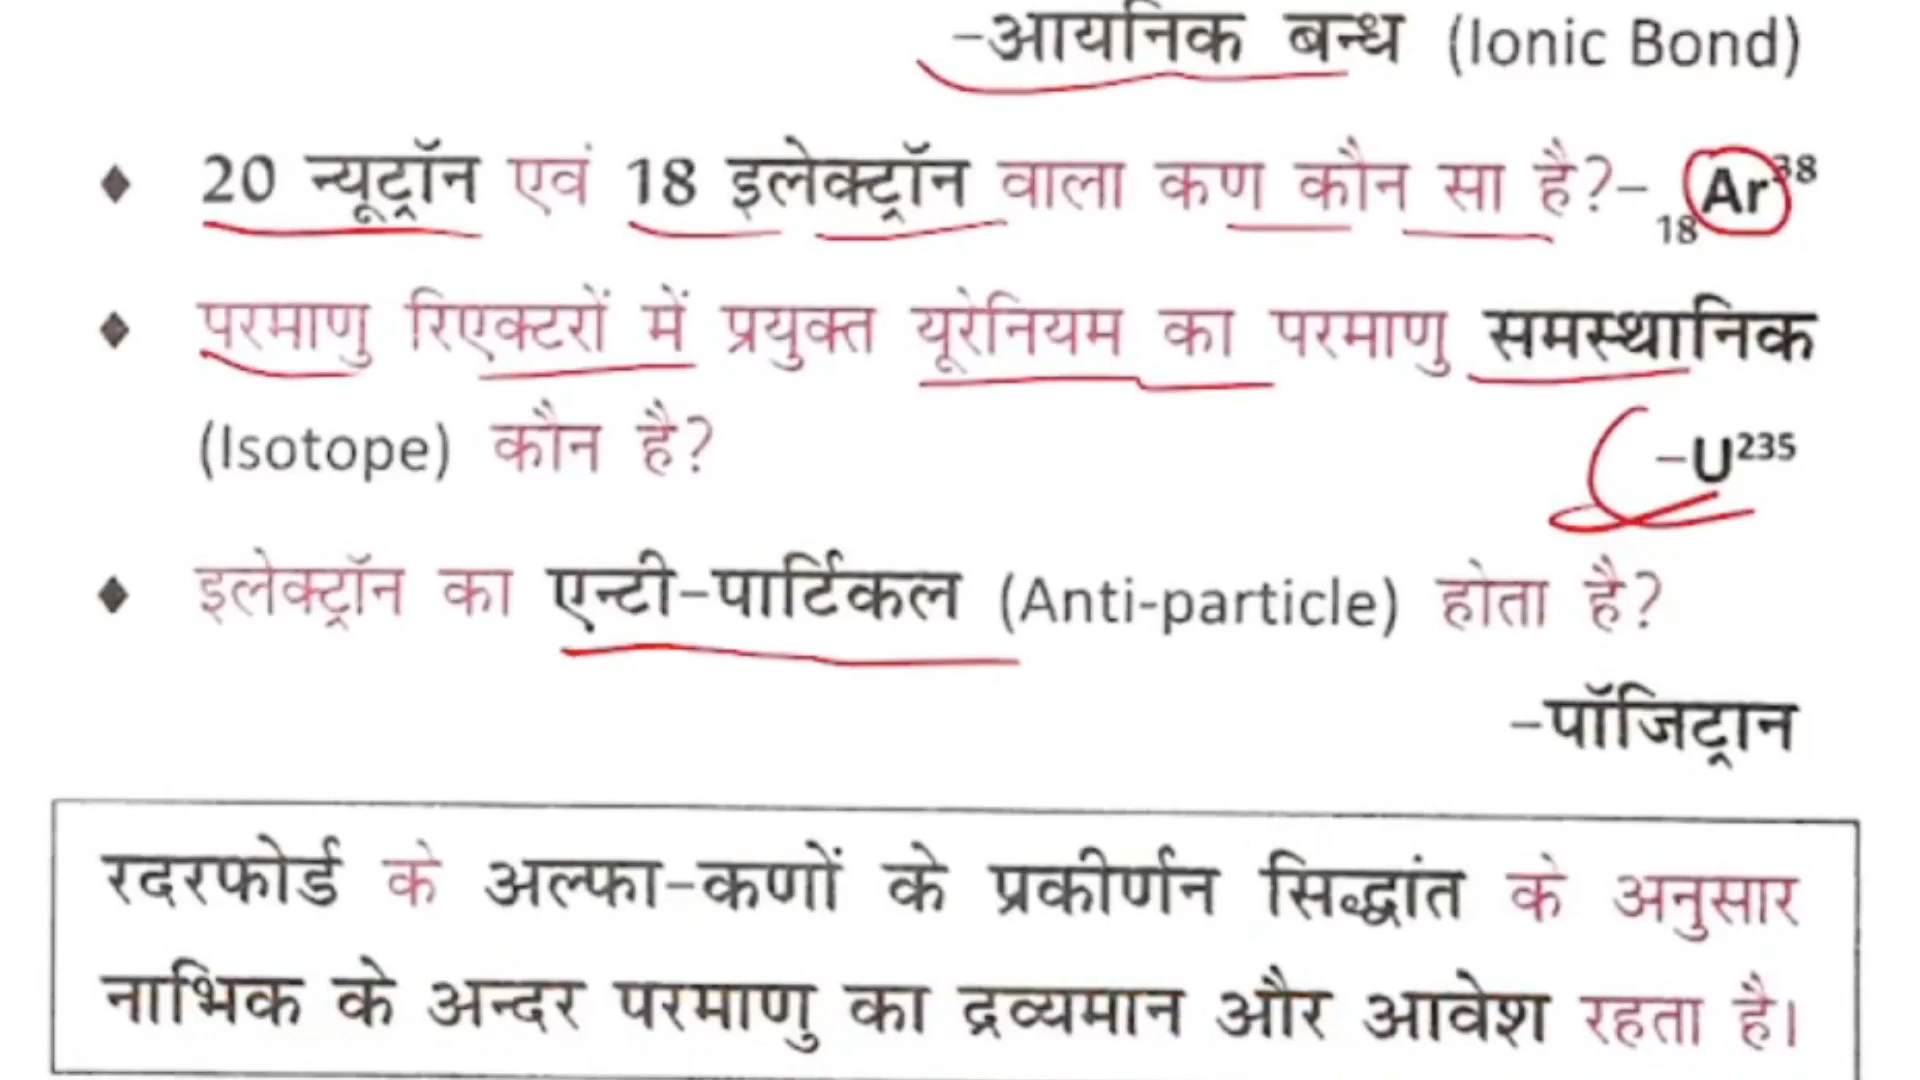 –आयनिक बन्ध (Ionic Bond)
♦ 20 न्यूट्रॉन एवं 18 इलेक्ट्रॉन वाला कण कौन सा है?– ₁₈Ar³⁸
♦ परमाणु रिएक्टरों में प्रयुक्त यूरेनियम का परमाणु समस्थानिक
(Isotope) कौन है? –U²³⁵
♦ इलेक्ट्रॉन का एन्टी-पार्टिकल (Anti-particle) होता है?
–पॉजिट्रान
रदरफोर्ड के अल्फा-कणों के प्रकीर्णन सिद्धांत के अनुसार
नाभिक के अन्दर परमाणु का द्रव्यमान और आवेश रहता है।